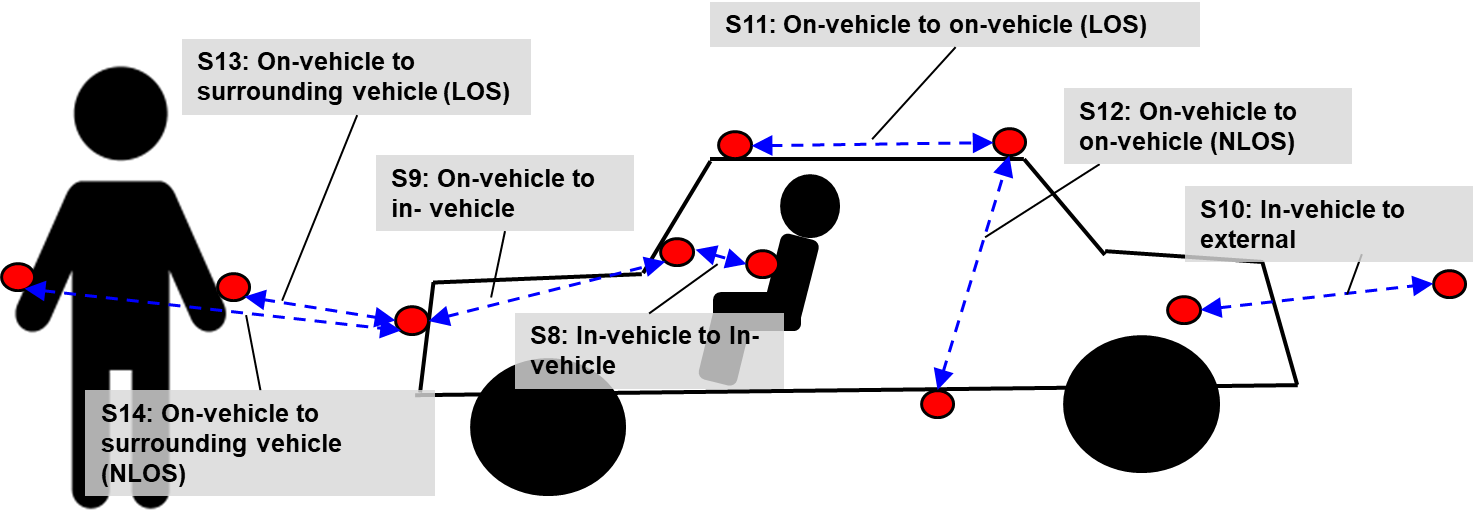 S11: On-vehicle to on-vehicle (LOS)
S13: On-vehicle to
surrounding vehicle (LOS)
S12: On-vehicle to
on-vehicle (NLOS)
S9: On-vehicle to
in- vehicle
S10: In-vehicle to
external
S8: In-vehicle to In-
vehicle
S14: On-vehicle to
surrounding vehicle
(NLOS)